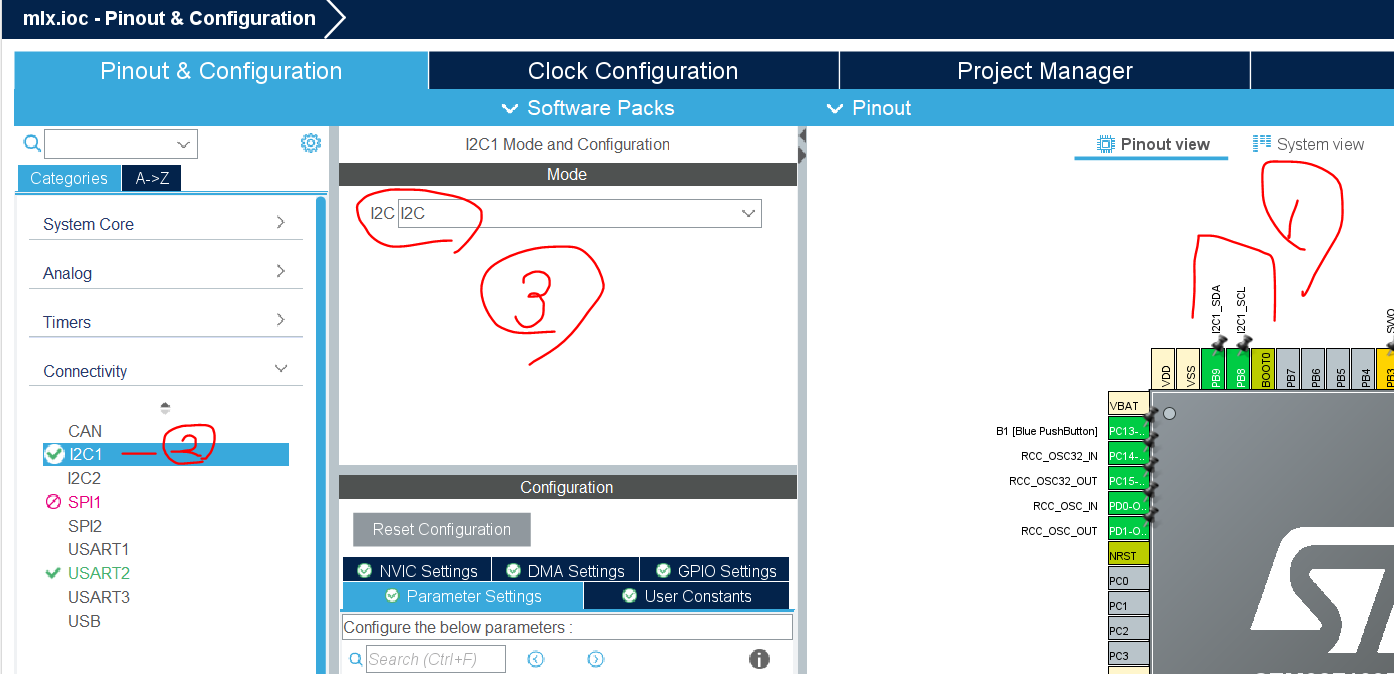 mlx.ioc - Pinout & Configuration
Pinout & Configuration
Clock Configuration
Project Manager
Software Packs
Pinout
Categories
A->Z
System Core
Analog
Timers
Connectivity
CAN
I2C1
2
I2C2
SPI1
SPI2
USART1
USART2
USART3
USB
I2C1 Mode and Configuration
Mode
I2C I2C
3
Configuration
Reset Configuration
NVIC Settings
DMA Settings
GPIO Settings
Parameter Settings
User Constants
Configure the below parameters :
Search (Ctrl+F)
Pinout view
System view
1
I2C1_SDA
I2C1_SCL
SWO
VDD
VSS
PB9
PB8
BOOT0
PB7
PB6
PB5
PB4
PB3
VBAT
B1 [Blue PushButton] PC13-..
RCC_OSC32_IN PC14-..
RCC_OSC32_OUT PC15-..
RCC_OSC_IN PD0-O..
RCC_OSC_OUT PD1-O..
NRST
PC0
PC1
PC2
PC3